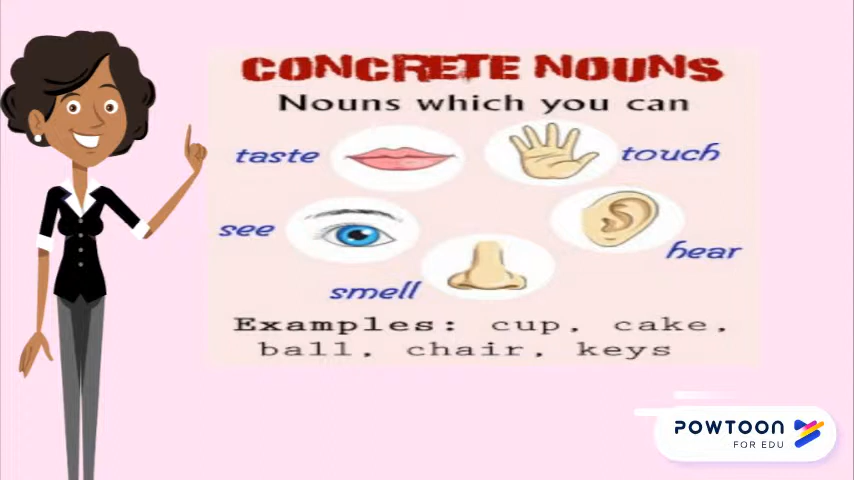 CONCRETE NOUNS
Nouns which you can
taste
touch
see
hear
smell
Examples: cup, cake,
ball, chair, keys
POWTOON
FOR EDU